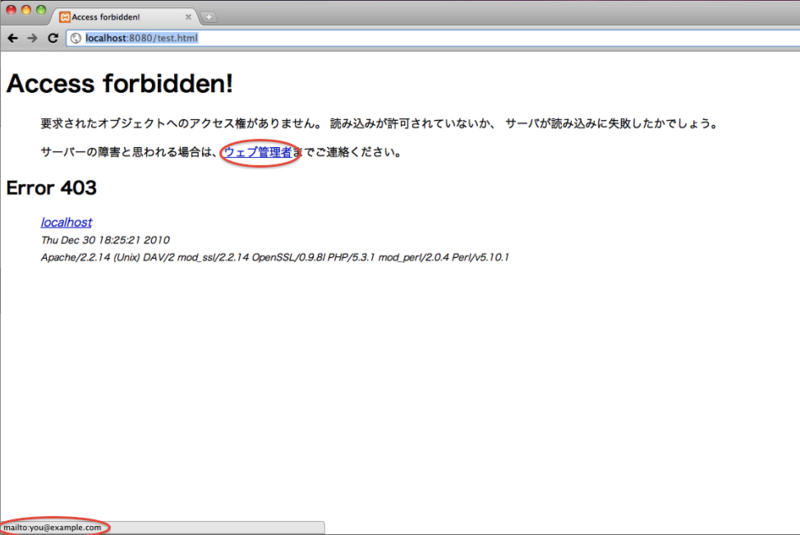 Access forbidden!
localhost:8080/test.html
Access forbidden!
要求されたオブジェクトへのアクセス権がありません。 読み込みが許可されていないか、 サーバが読み込みに失敗したかでしょう。
サーバーの障害と思われる場合は、ウェブ管理者までご連絡ください。
Error 403
localhost
Thu Dec 30 18:25:21 2010
Apache/2.2.14 (Unix) DAV/2 mod_ssl/2.2.14 OpenSSL/0.9.8l PHP/5.3.1 mod_perl/2.0.4 Perl/v5.10.1
mailto:you@example.com